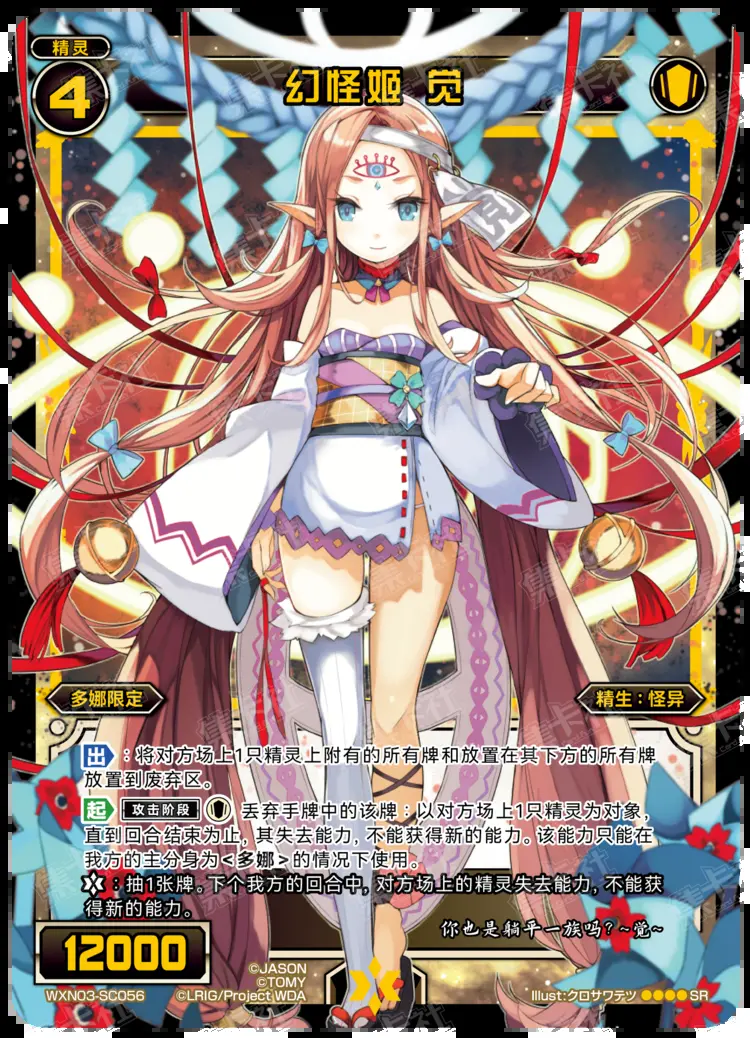 精灵
4
幻怪姬 觉
多娜限定
精生：怪异
出：将对方场上1只精灵上附有的所有牌和放置在其下方的所有牌
放置到废弃区。
起 攻击阶段 丢弃手牌中的该牌：以对方场上1只精灵为对象，
直到回合结束为止，其失去能力，不能获得新的能力。该能力只能在
我方的主分身为<多娜>的情况下使用。
：抽1张牌。下个我方的回合中，对方场上的精灵失去能力，不能获
得新的能力。
你也是躺平一族吗？~觉~
12000
©JASON
©TOMY
WXN03-SC056 ©LRIG/Project WDA
Illust:クロサワテツ SR
集卡社